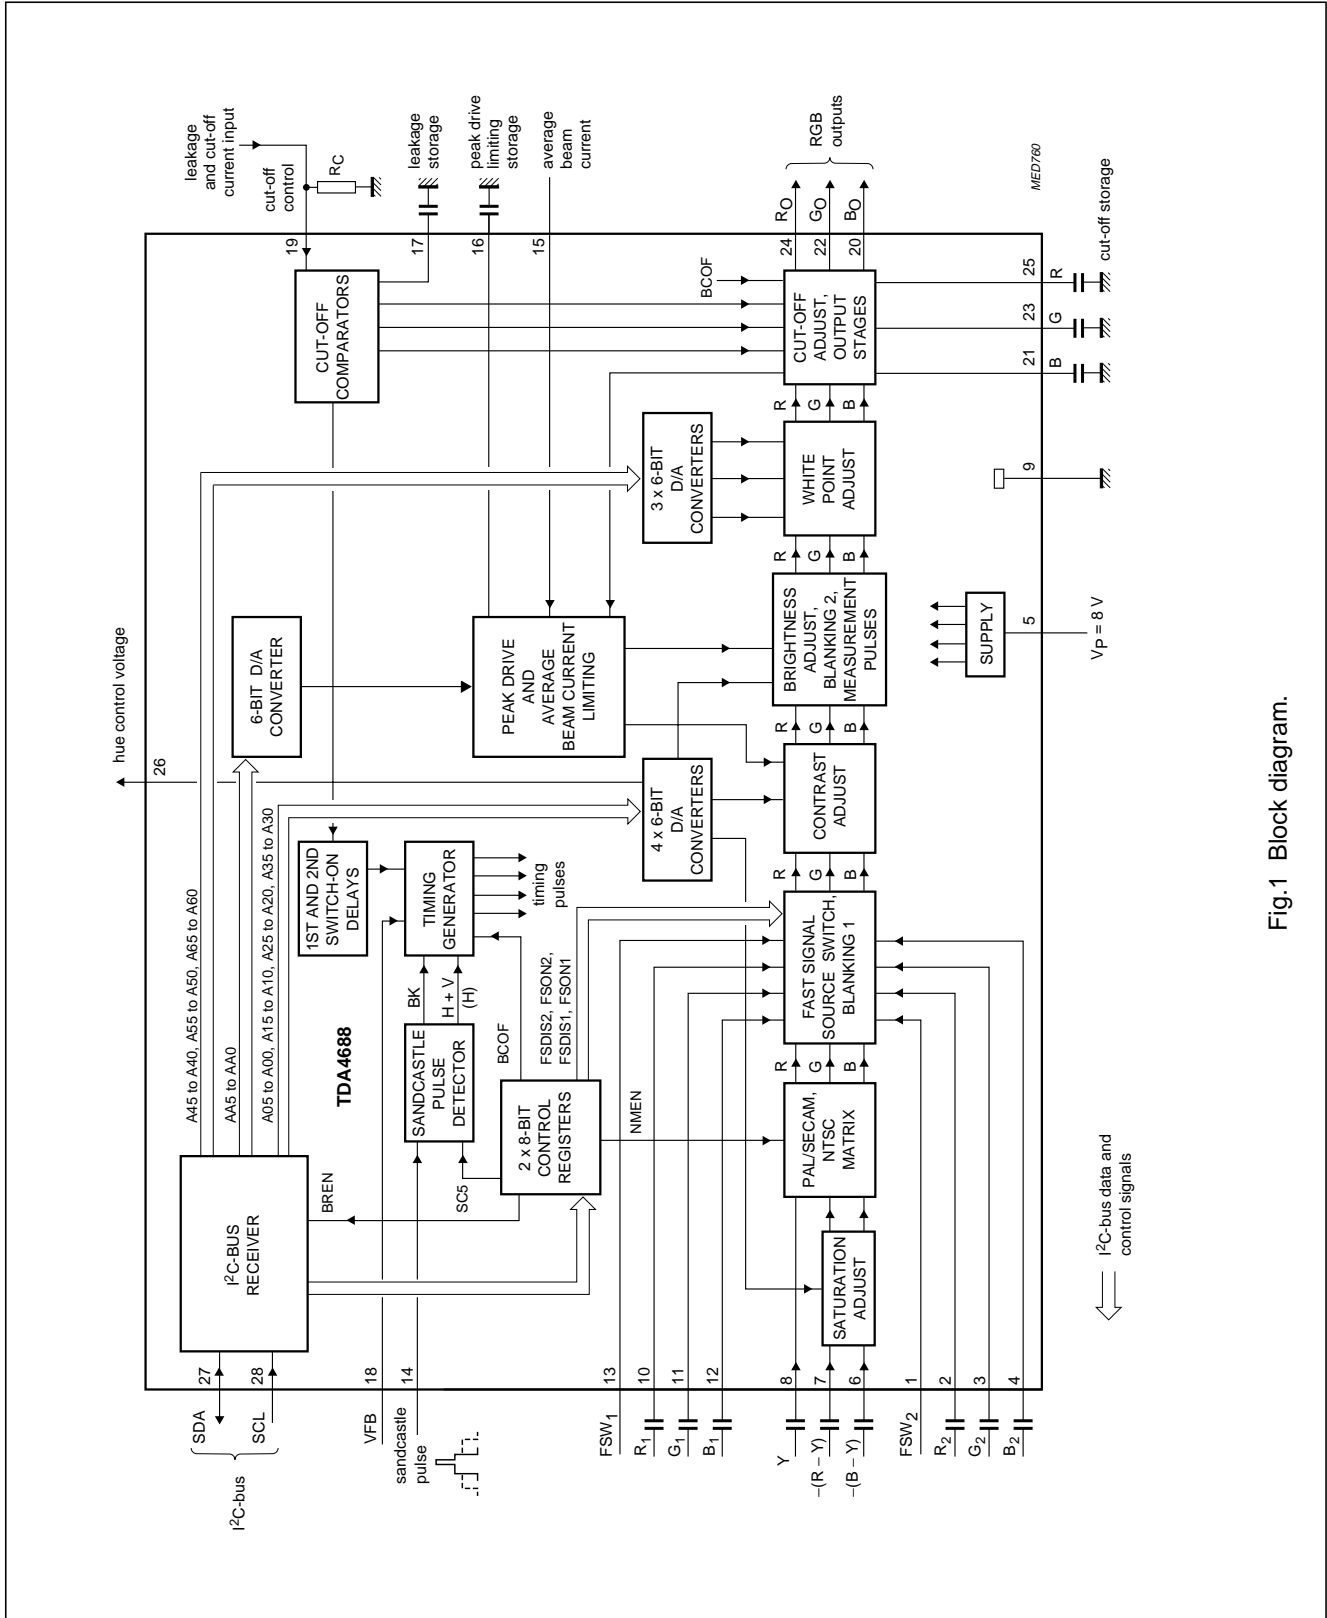 I²C-bus
SDA
SCL
27
28
VFB
18
sandcastle
pulse
14
FSW1
13
R1
10
G1
11
B1
12
Y
8
–(R – Y)
7
–(B – Y)
6
FSW2
1
R2
2
G2
3
B2
4
I²C-BUS
RECEIVER
A45 to A40, A55 to A50, A65 to A60
AA5 to AA0
A05 to A00, A15 to A10, A25 to A20, A35 to A30
TDA4688
BREN
SC5
SANDCASTLE
PULSE
DETECTOR
BK
H + V
(H)
2 x 8-BIT
CONTROL
REGISTERS
BCOF
FSDIS2, FSON2,
FSDIS1, FSON1
NMEN
1ST AND 2ND
SWITCH-ON
DELAYS
TIMING
GENERATOR
timing
pulses
hue control voltage
26
6-BIT D/A
CONVERTER
4 x 6-BIT
D/A
CONVERTERS
PEAK DRIVE
AND
AVERAGE
BEAM CURRENT
LIMITING
3 x 6-BIT
D/A
CONVERTERS
CUT-OFF
COMPARATORS
leakage
and cut-off
current input
cut-off
control
RC
19
leakage
storage
17
peak drive
limiting
storage
16
average
beam
current
15
SATURATION
ADJUST
PAL/SECAM,
NTSC
MATRIX
R
G
B
FAST SIGNAL
SOURCE SWITCH,
BLANKING 1
R
G
B
CONTRAST
ADJUST
R
G
B
BRIGHTNESS
ADJUST,
BLANKING 2,
MEASUREMENT
PULSES
R
G
B
WHITE
POINT
ADJUST
R
G
B
BCOF
CUT-OFF
ADJUST,
OUTPUT
STAGES
24
RO
22
GO
20
BO
RGB
outputs
SUPPLY
5
VP = 8 V
9
21
B
23
G
25
R
cut-off storage
MED760
I²C-bus data and
control signals
Fig.1 Block diagram.